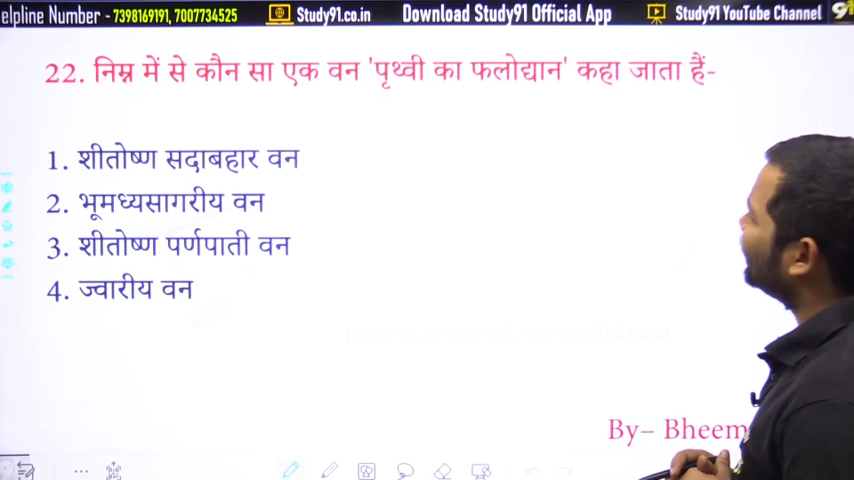 elpline Number - 7398169191, 7007734525 Study91.co.in Download Study91 Official App Study91 YouTube Channel
22. निम्न में से कौन सा एक वन 'पृथ्वी का फलोद्यान' कहा जाता हैं-
1. शीतोष्ण सदाबहार वन
2. भूमध्यसागरीय वन
3. शीतोष्ण पर्णपाती वन
4. ज्वारीय वन
By– Bheem